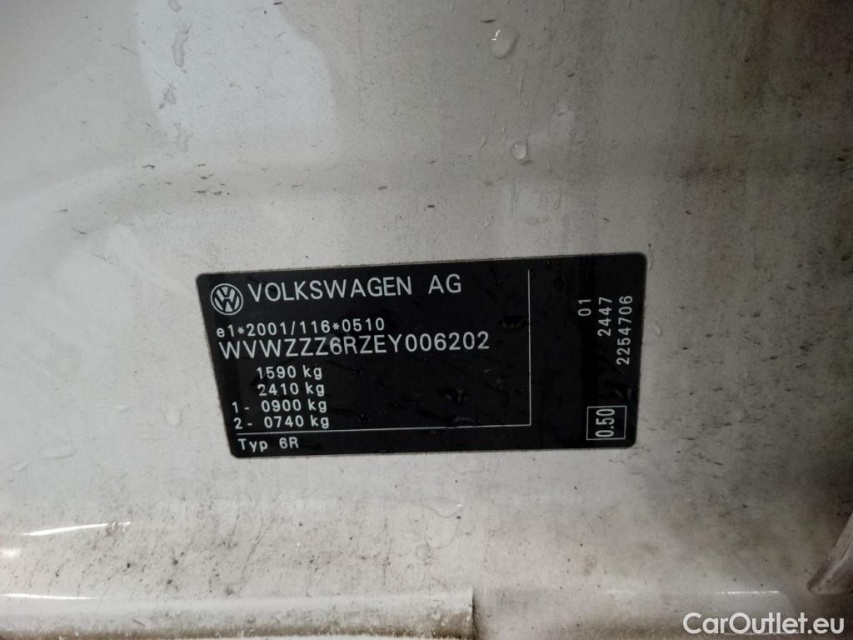 VOLKSWAGEN AG
e1*2001/116*0510
WVWZZZ6RZEY006202
1590 kg
2410 kg
1- 0900 kg
2- 0740 kg
Typ 6R
01
2447
2254706
0.50
CarOutlet.eu